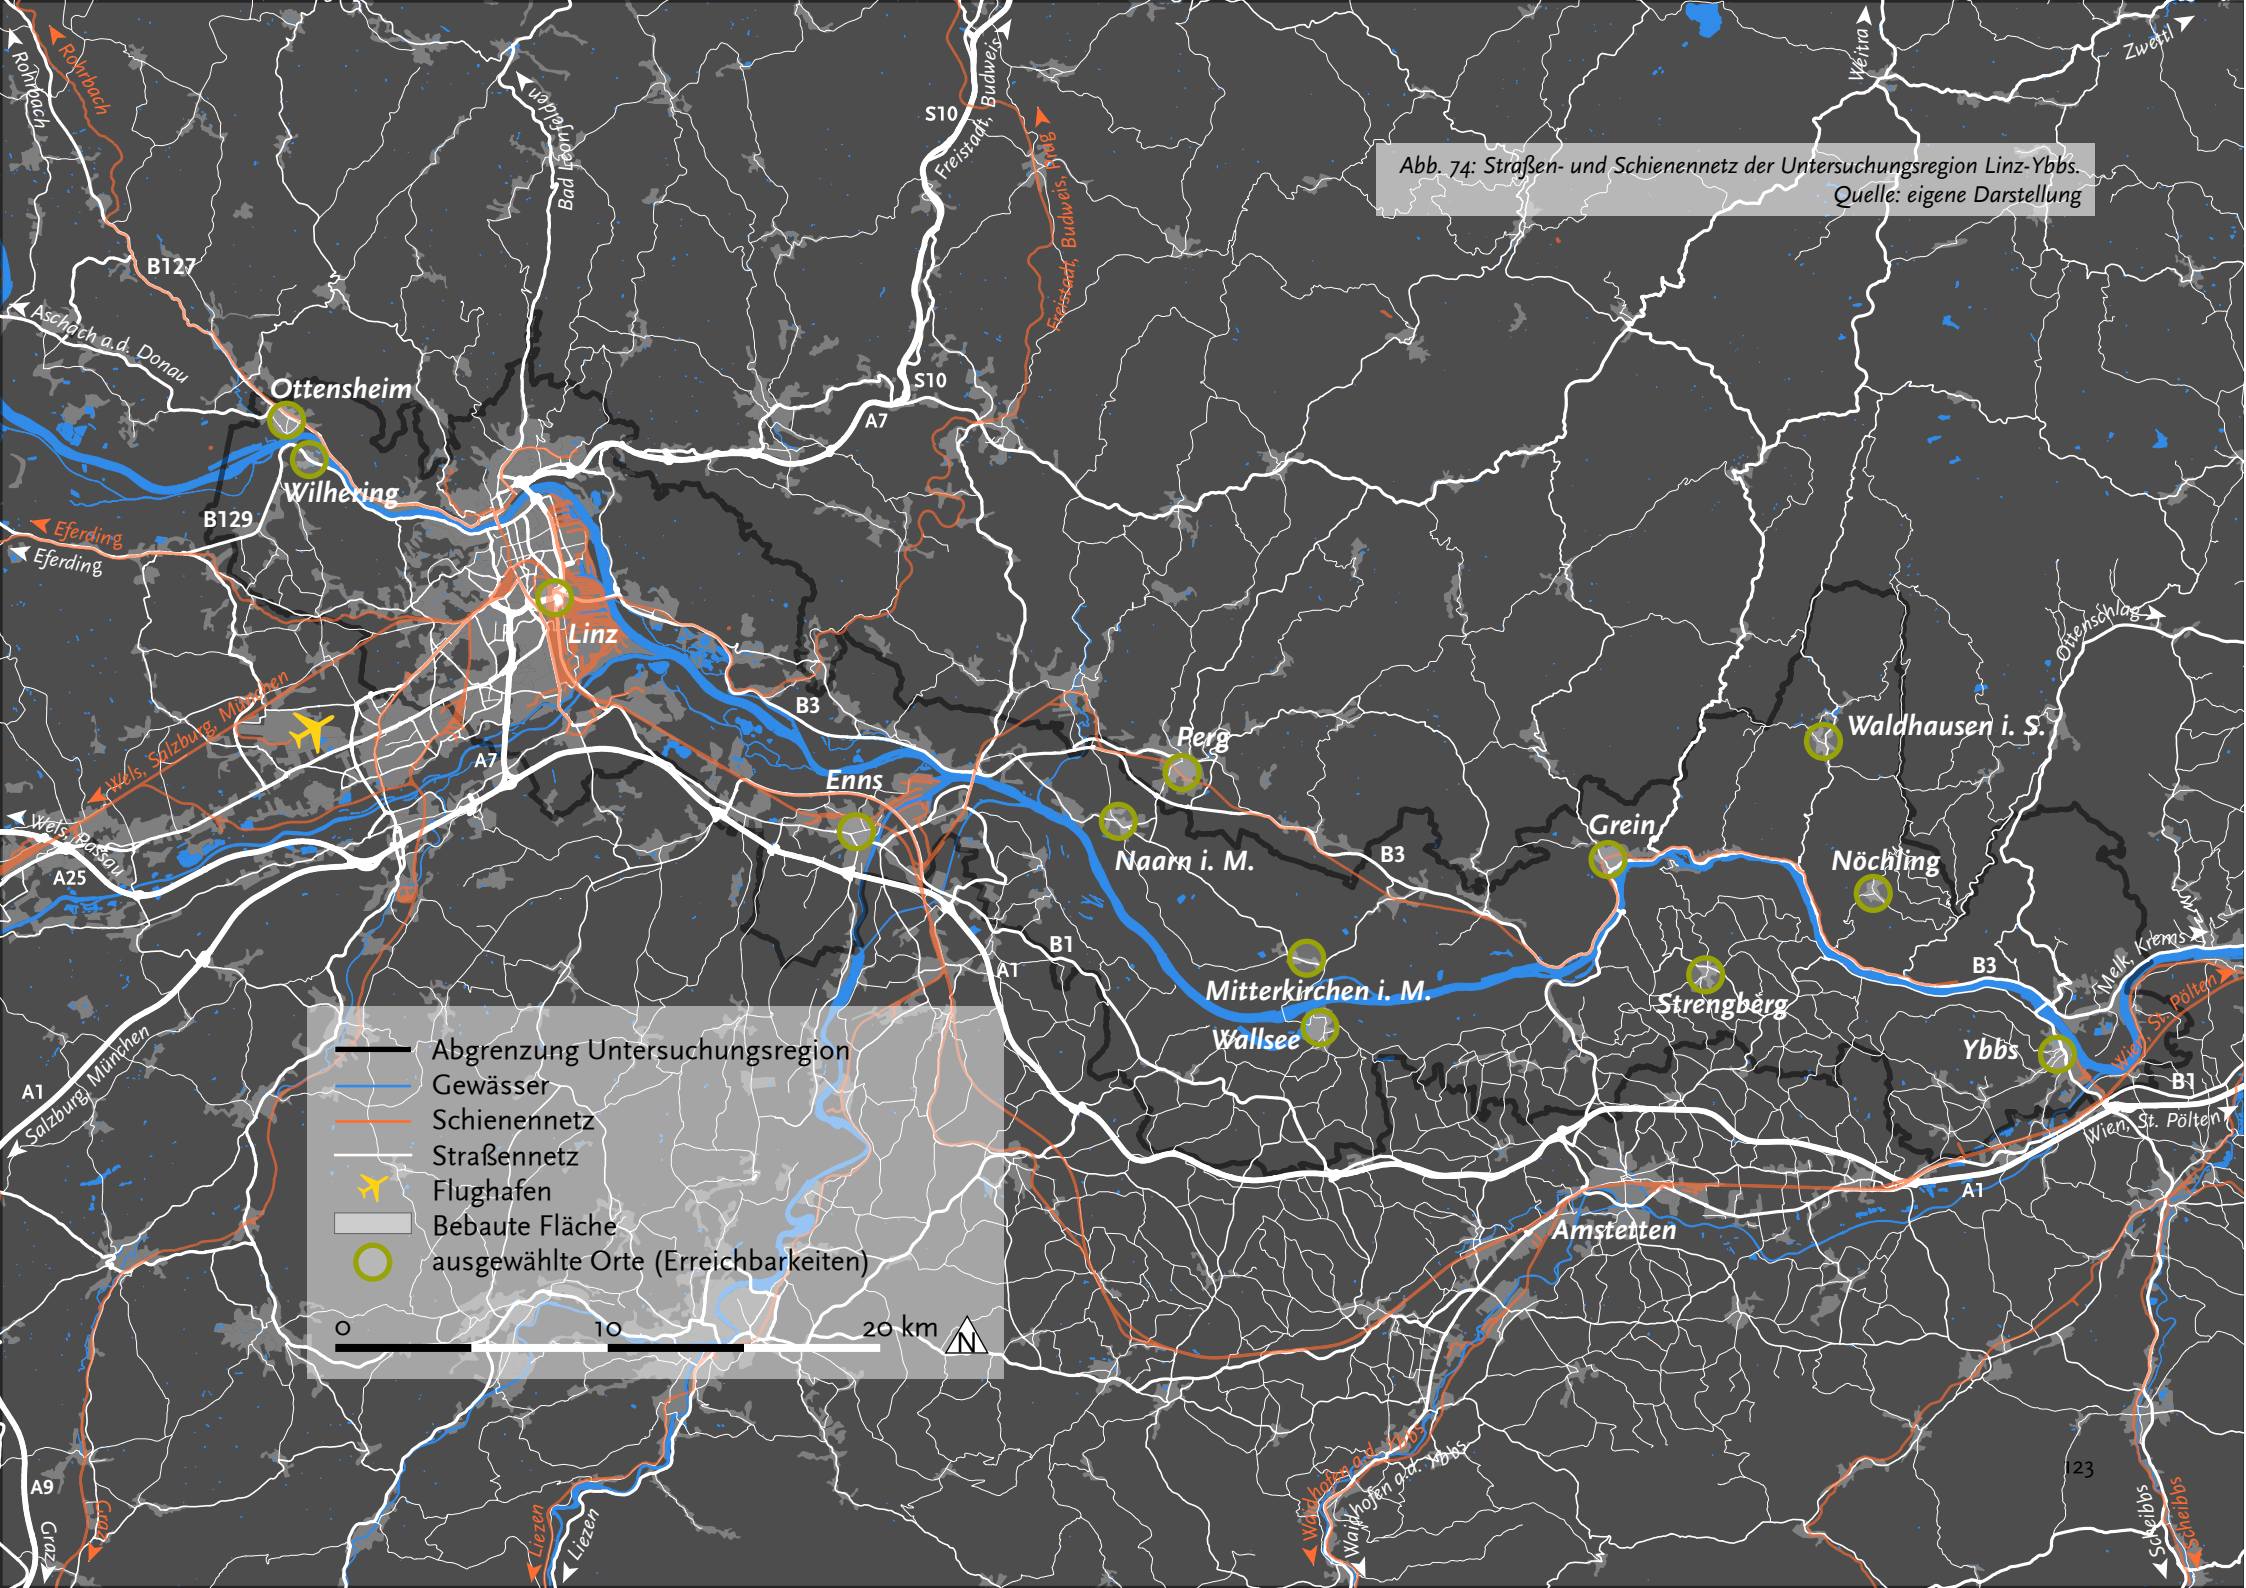 Rohrbach
Rohrbach
Bad Leonfelden
S10
Freistadt, Budweis
Freistadt, Budweis, Prag
Weitra
Zwettl
Abb. 74: Straßen- und Schienennetz der Untersuchungsregion Linz-Ybbs.
Quelle: eigene Darstellung
B127
Aschach a.d. Donau
Ottensheim
S10
A7
Wilhering
B129
Eferding
Eferding
Linz
Ottenschlag
Wels, Salzburg, München
B3
Perg
Waldhausen i. S.
A7
Enns
Wels, Passau
A25
Naarn i. M.
B3
Grein
Nöchling
B1
A1
Mitterkirchen i. M.
Wallsee
Strengberg
B3
Melk, Krems
Wien, St. Pölten
Ybbs
B1
Wien, St. Pölten
A1
Salzburg, München
Abgrenzung Untersuchungsregion
Gewässer
Schienennetz
Straßennetz
Flughafen
Bebaute Fläche
ausgewählte Orte (Erreichbarkeiten)
0 10 20 km
N
A1
Amstetten
Waidhofen a.d. Ybbs
Waidhofen a.d. Ybbs
123
A9
Graz
Graz
Liezen
Liezen
Scheibbs
Scheibbs